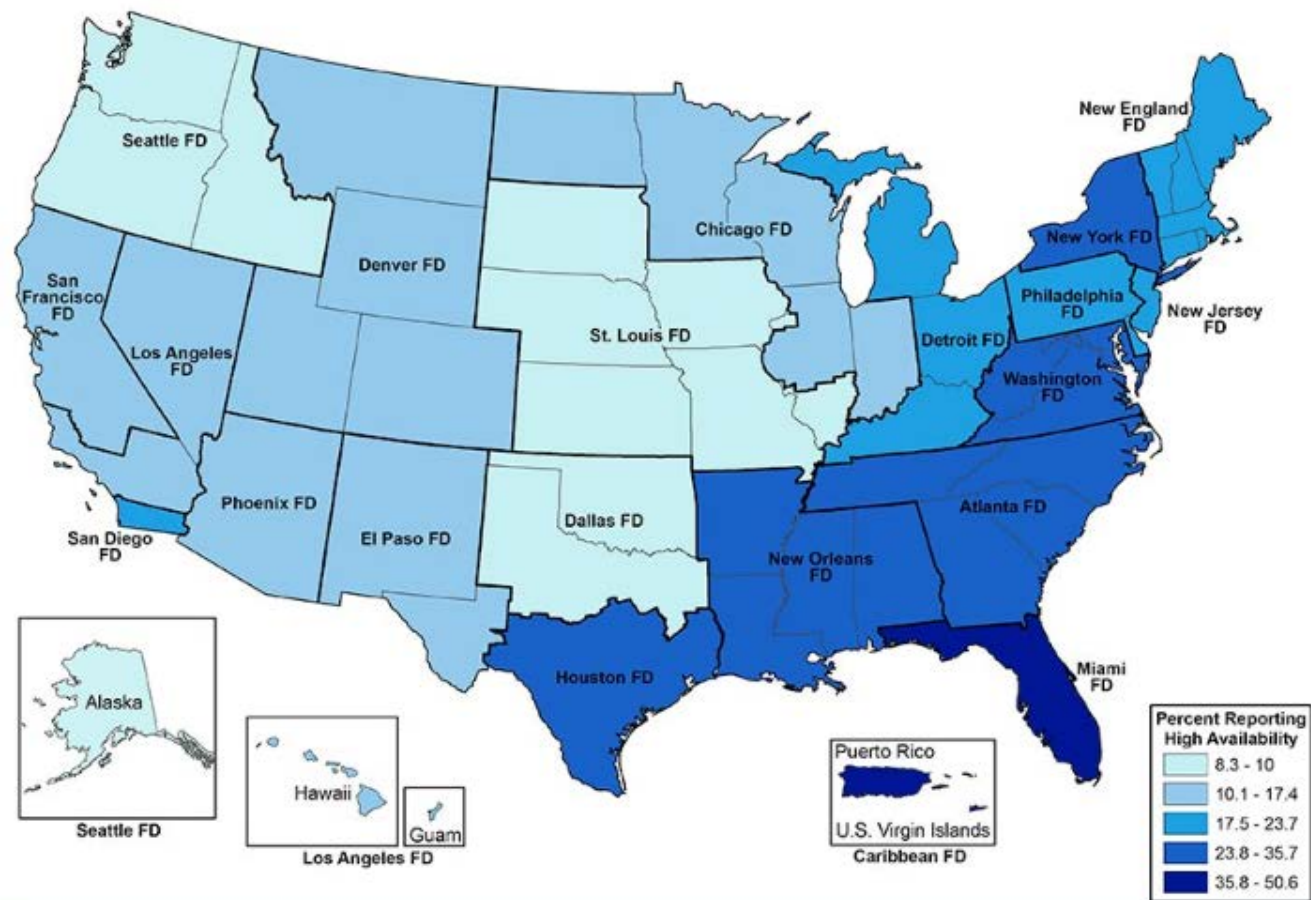 New England
FD
Seattle FD
Chicago FD
New York FD
Denver FD
San
Francisco
FD
Philadelphia
FD
New Jersey
FD
St. Louis FD
Detroit FD
Los Angeles
FD
Washington
FD
Phoenix FD
Atlanta FD
Dallas FD
San Diego
FD
El Paso FD
New Orleans
FD
Houston FD
Miami
FD
Alaska
Seattle FD
Hawaii
Guam
Los Angeles FD
Puerto Rico
U.S. Virgin Islands
Caribbean FD
Percent Reporting
High Availability
8.3 - 10
10.1 - 17.4
17.5 - 23.7
23.8 - 35.7
35.8 - 50.6